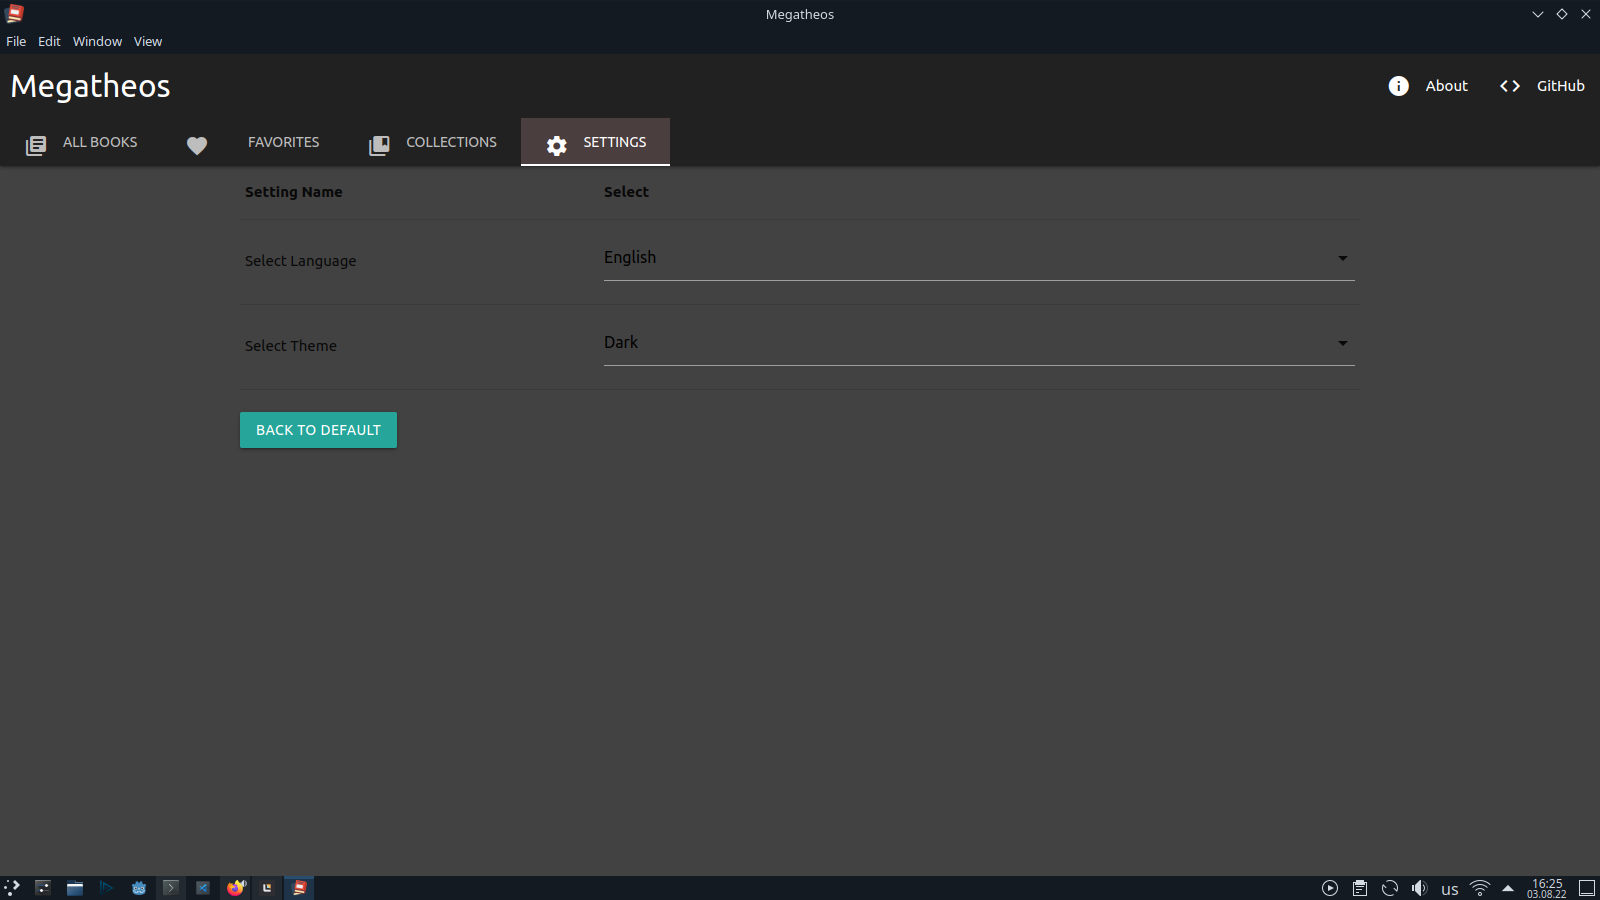 Megatheos
File Edit Window View
Megatheos
About GitHub
ALL BOOKS FAVORITES COLLECTIONS SETTINGS
Setting Name Select
Select Language English
Select Theme Dark
BACK TO DEFAULT
us 16:25
03.08.22